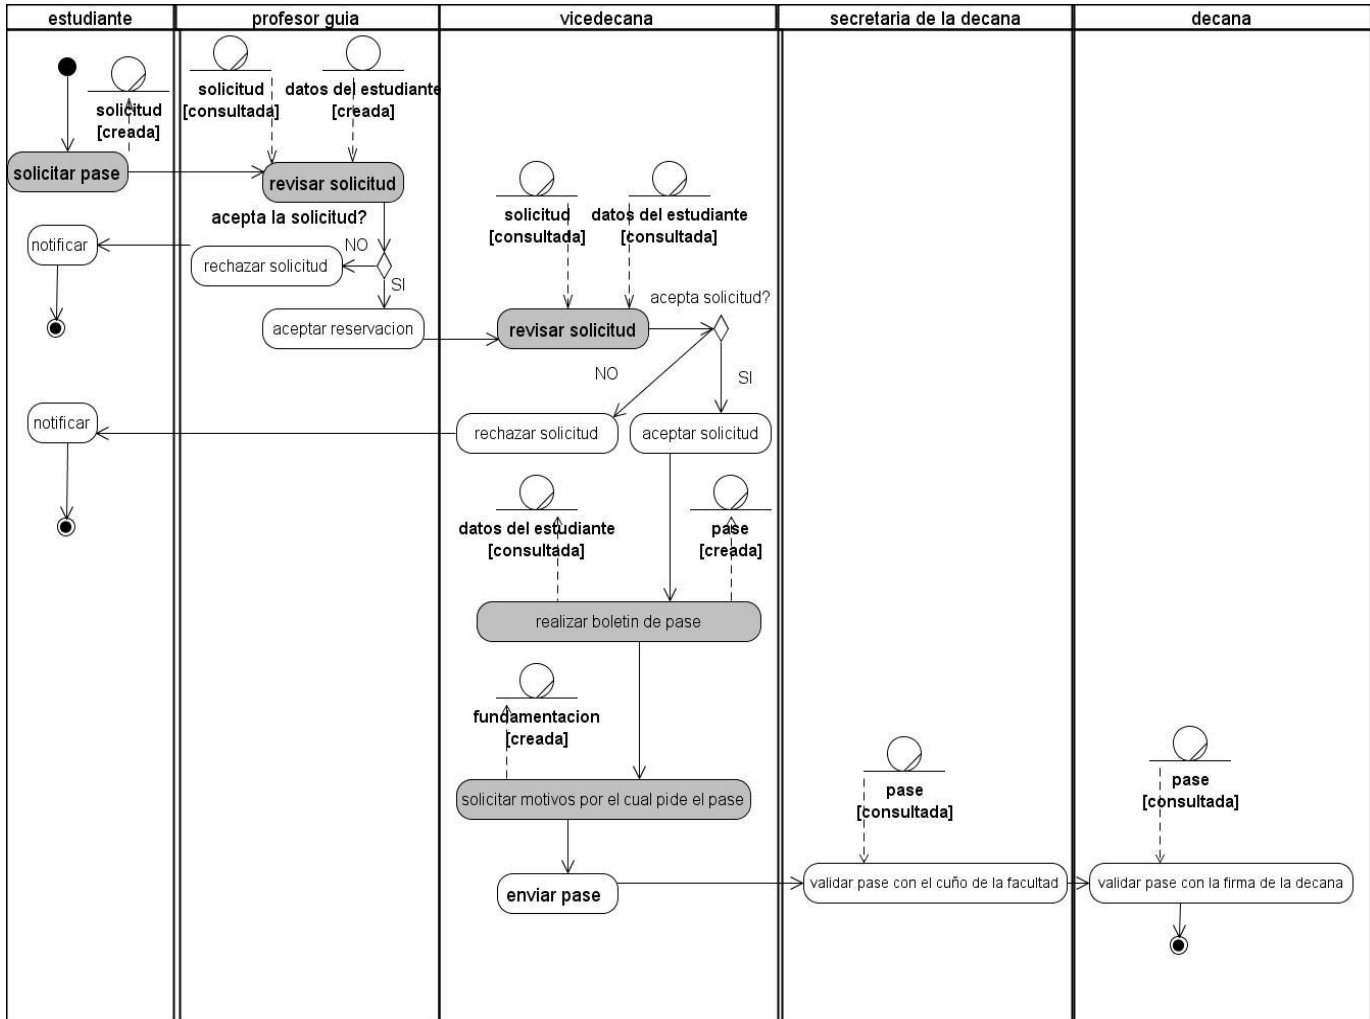 estudiante
profesor guia
vicedecana
secretaria de la decana
decana
solicitud
[creada]
solicitud
[consultada]
datos del estudiante
[creada]
solicitar pase
revisar solicitud
solicitud
[consultada]
datos del estudiante
[consultada]
acepta la solicitud?
notificar
NO
rechazar solicitud
SI
aceptar reservacion
revisar solicitud
acepta solicitud?
NO
SI
notificar
rechazar solicitud
aceptar solicitud
datos del estudiante
[consultada]
pase
[creada]
realizar boletin de pase
fundamentacion
[creada]
solicitar motivos por el cual pide el pase
pase
[consultada]
pase
[consultada]
enviar pase
validar pase con el cuño de la facultad
validar pase con la firma de la decana